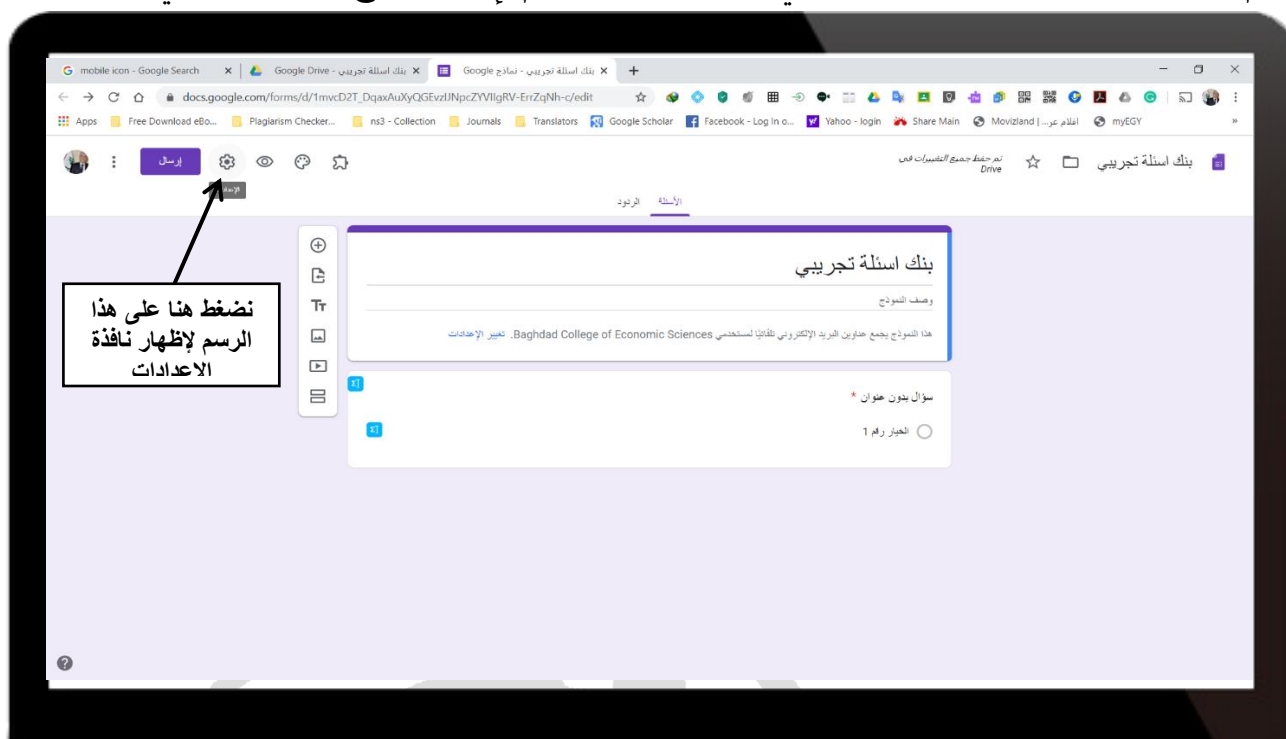 mobile icon - Google Search
بنك اسئلة تجريبي - Google Drive
بنك اسئلة تجريبي - نماذج Google
docs.google.com/forms/d/1mvcD2T_DqaxAuXyQGEvzIJNpcZYVIlgRV-ErrZqNh-c/edit
Apps
Free Download eBo...
Plagiarism Checker...
ns3 - Collection
Journals
Translators
Google Scholar
Facebook - Log In o...
Yahoo - login
Share Main
Movizland | افلام عر...
myEGY
بنك اسئلة تجريبي
تم حفظ جميع التغييرات في
Drive
إرسال
الأسئلة الردود
بنك اسئلة تجريبي
وصف النموذج
هذا النموذج يجمع عناوين البريد الإلكتروني تلقائيًا لمستخدمي Baghdad College of Economic Sciences. تغيير الإعدادات
سؤال بدون عنوان *
الخيار رقم 1
نضغط هنا على هذا
الرسم لإظهار نافذة
الاعدادات